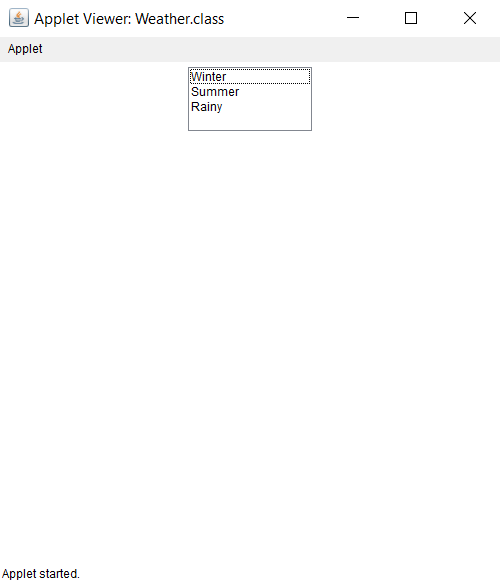 Applet Viewer: Weather.class
Applet
Winter
Summer
Rainy
Applet started.